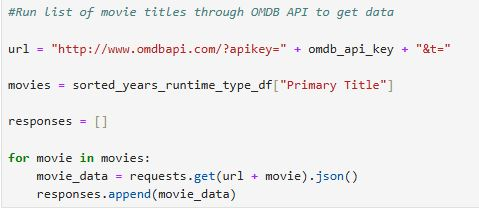 #Run list of movie titles through OMDB API to get data
url = "http://www.omdbapi.com/?apikey=" + omdb_api_key + "&t="
movies = sorted_years_runtime_type_df["Primary Title"]
responses = []
for movie in movies:
    movie_data = requests.get(url + movie).json()
    responses.append(movie_data)